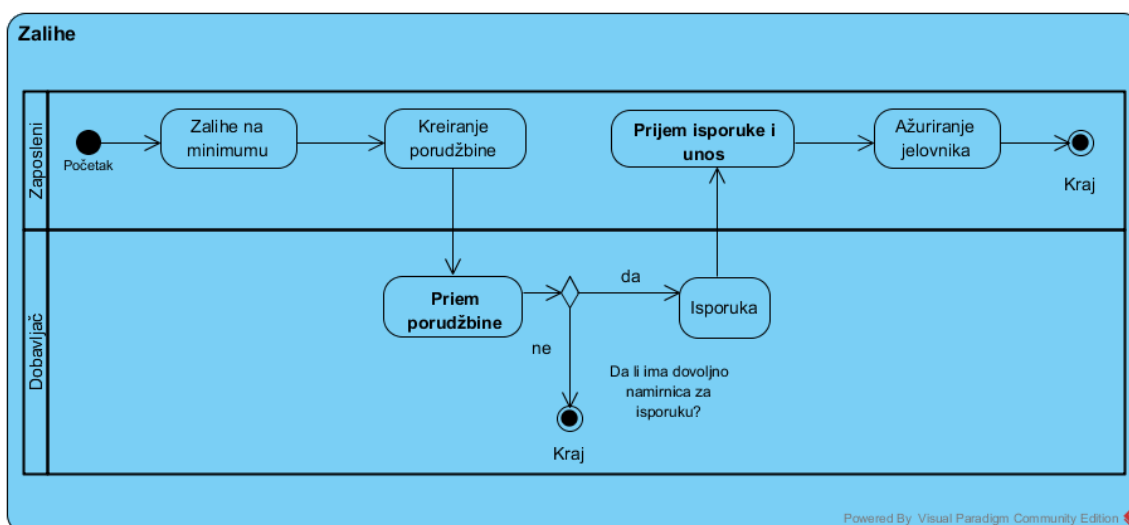 Zalihe
Zaposleni
Početak
Zalihe na
minimumu
Kreiranje
porudžbine
Prijem isporuke i
unos
Ažuriranje
jelovnika
Kraj
Dobavljač
Priem
porudžbine
da
ne
Isporuka
Da li ima dovoljno
namirnica za
isporuku?
Kraj
Powered By Visual Paradigm Community Edition